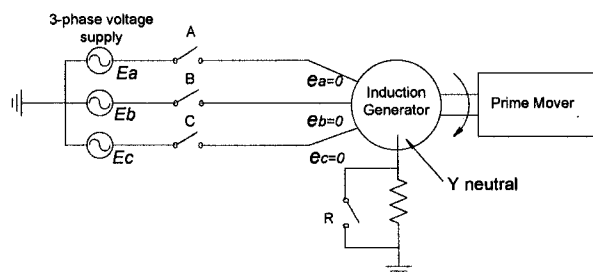 3-phase voltage
supply
A
Ea
ea=0
B
Eb
eb=0
C
Ec
ec=0
Induction
Generator
Prime Mover
Y neutral
R